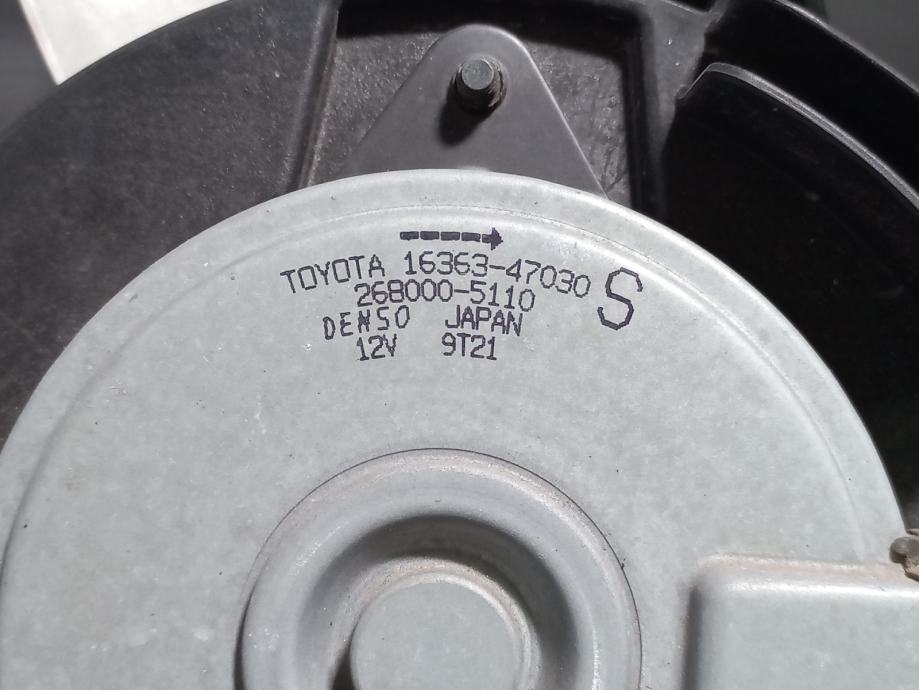 TOYOTA 16363-47030 S
268000-5110
DENSO JAPAN
12V 9T21